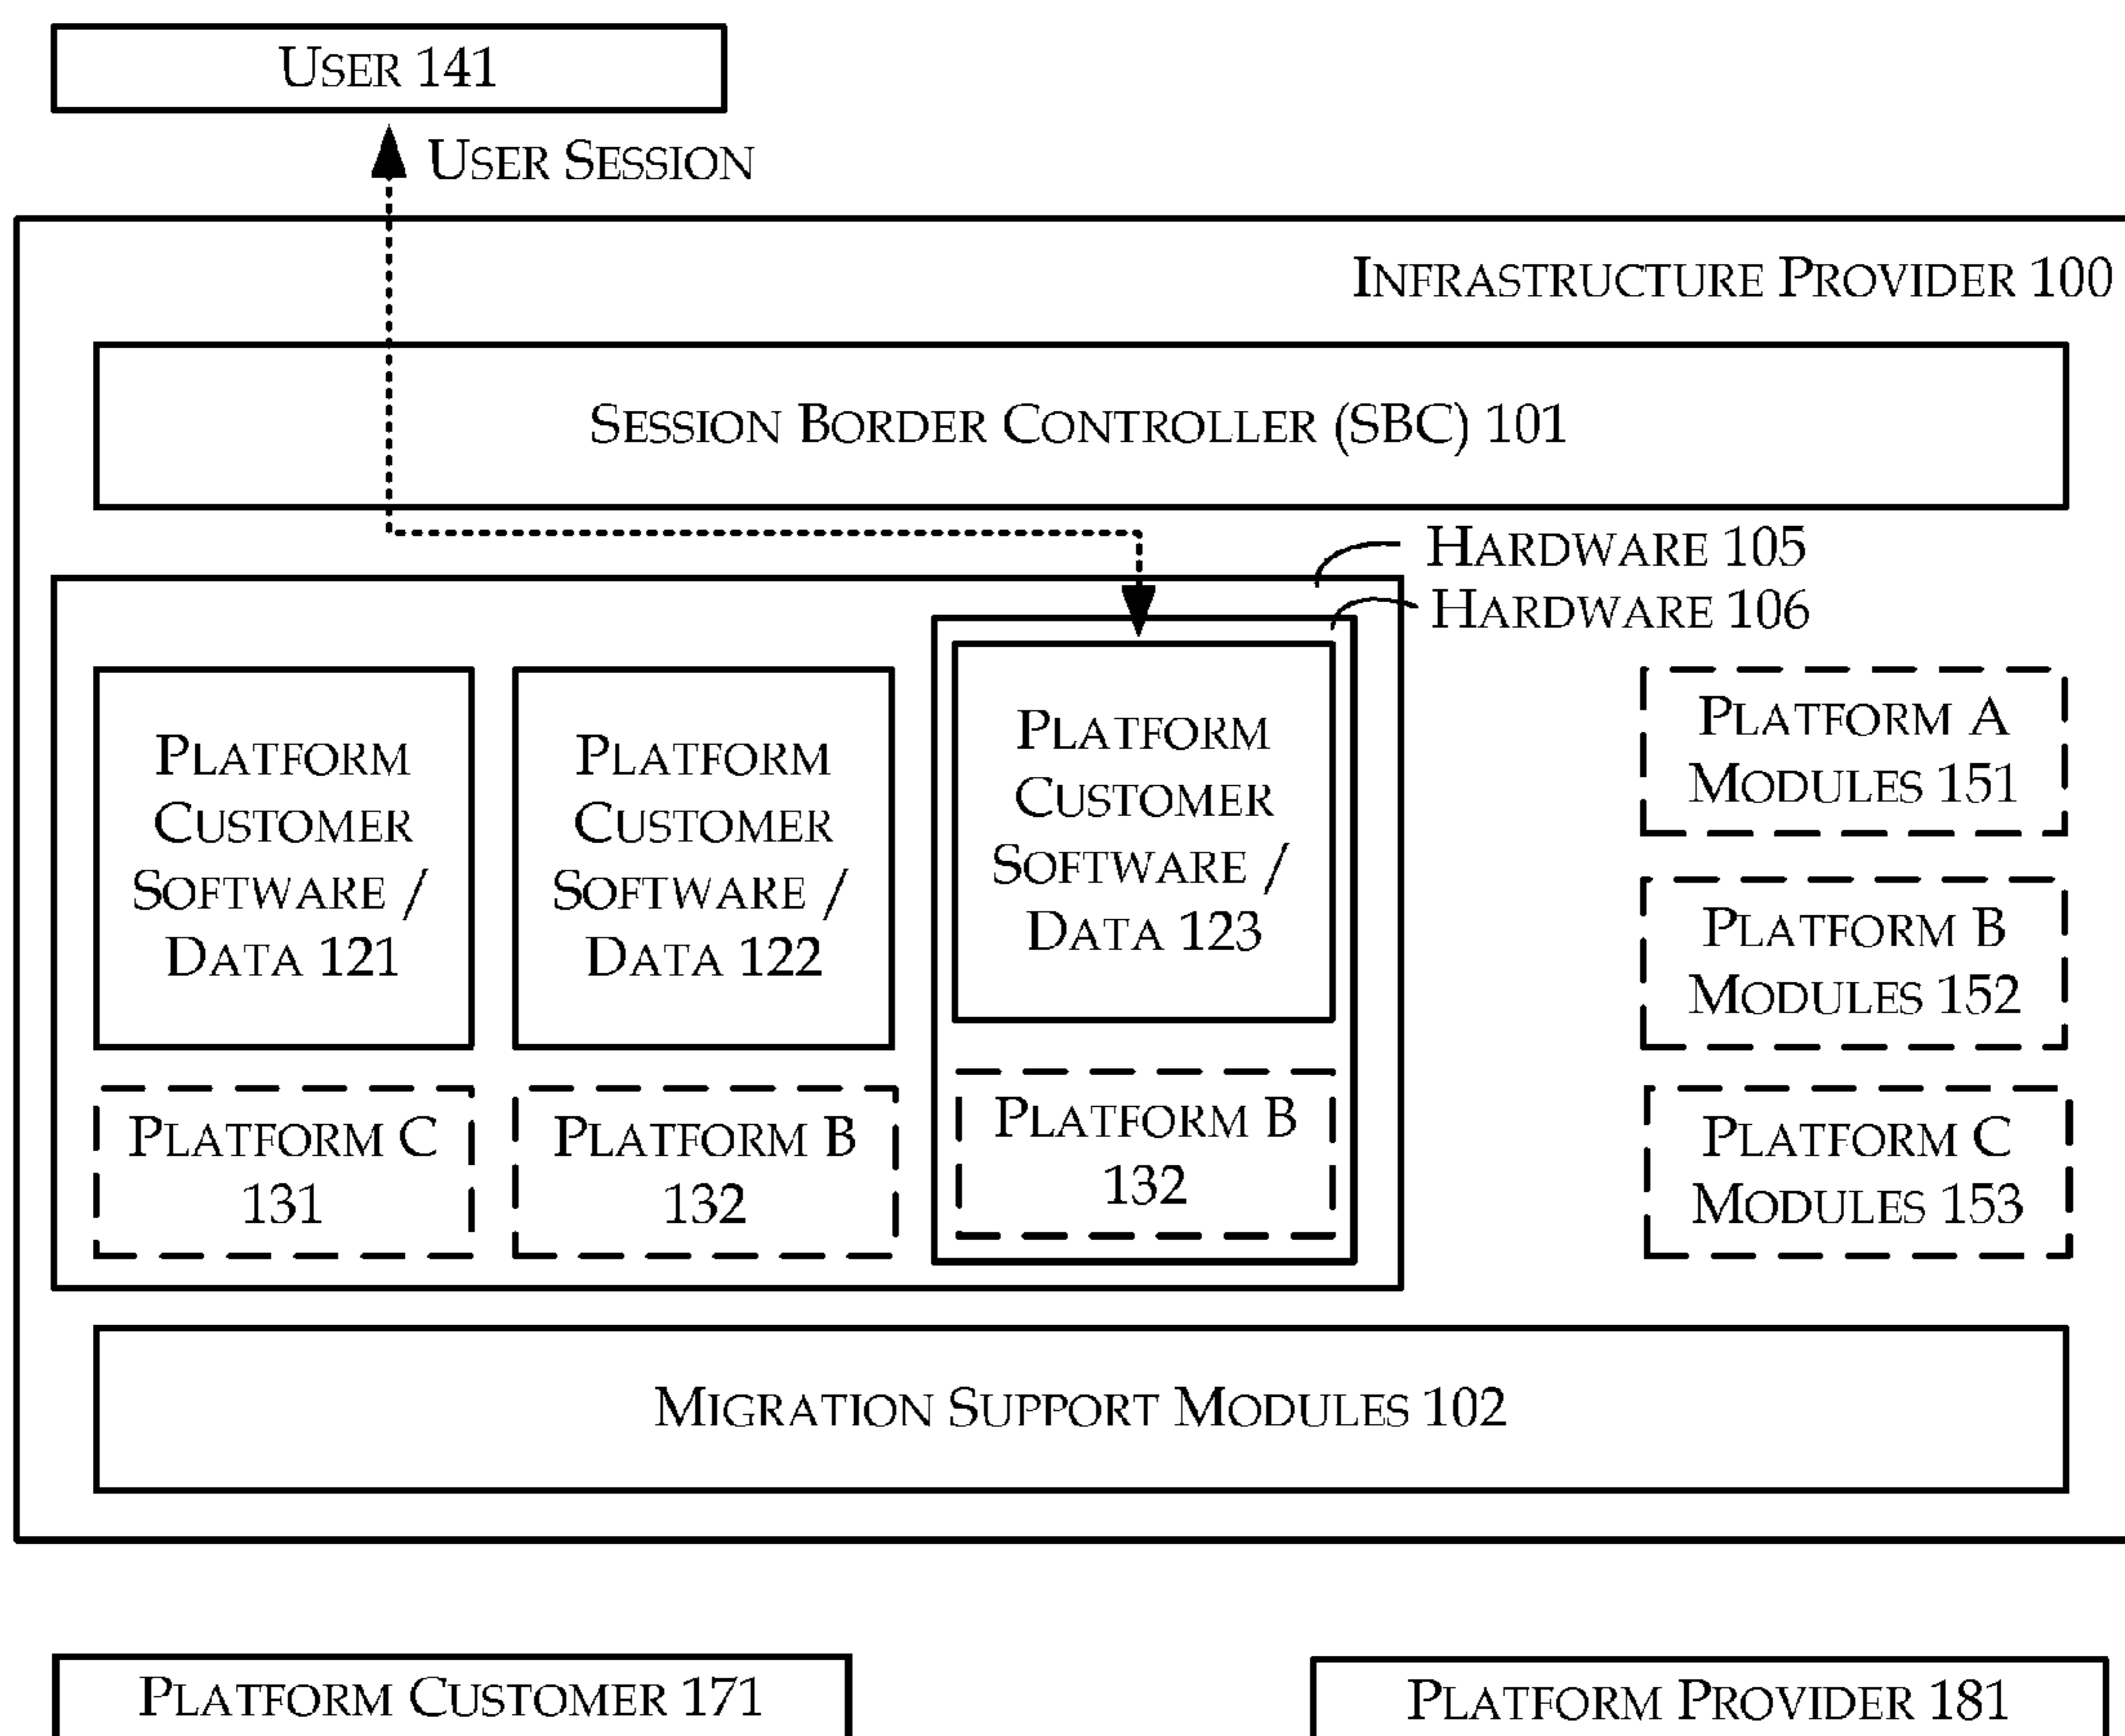 USER 141
USER SESSION
INFRASTRUCTURE PROVIDER 100
SESSION BORDER CONTROLLER (SBC) 101
HARDWARE 105
HARDWARE 106
PLATFORM
CUSTOMER
SOFTWARE /
DATA 121
PLATFORM
CUSTOMER
SOFTWARE /
DATA 122
PLATFORM
CUSTOMER
SOFTWARE /
DATA 123
PLATFORM C
131
PLATFORM B
132
PLATFORM B
132
PLATFORM A
MODULES 151
PLATFORM B
MODULES 152
PLATFORM C
MODULES 153
MIGRATION SUPPORT MODULES 102
PLATFORM CUSTOMER 171
PLATFORM PROVIDER 181